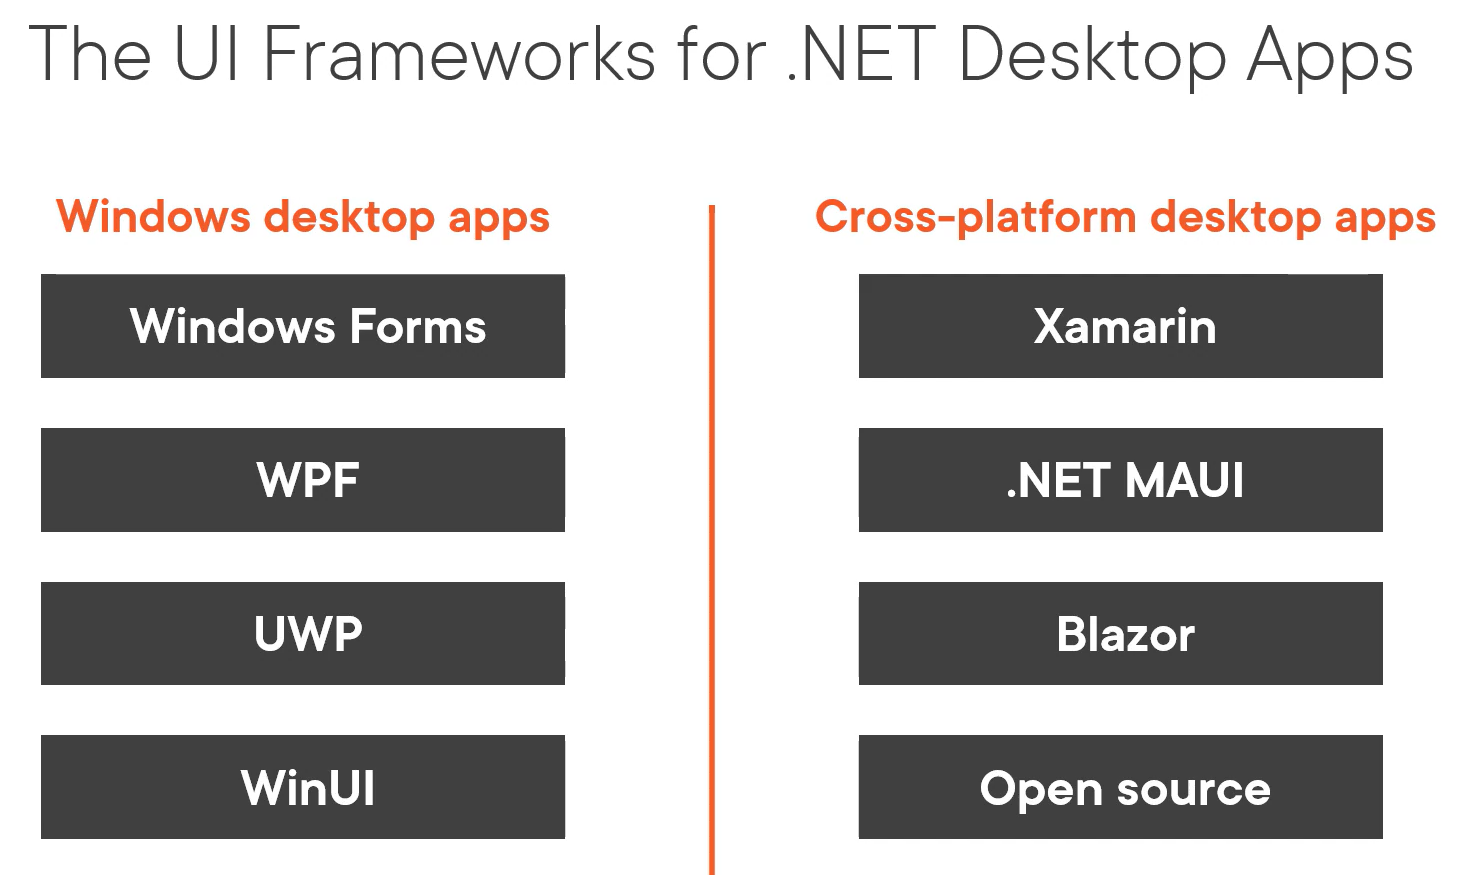 The UI Frameworks for .NET Desktop Apps
Windows desktop apps
Windows Forms
WPF
UWP
WinUI
Cross-platform desktop apps
Xamarin
.NET MAUI
Blazor
Open source